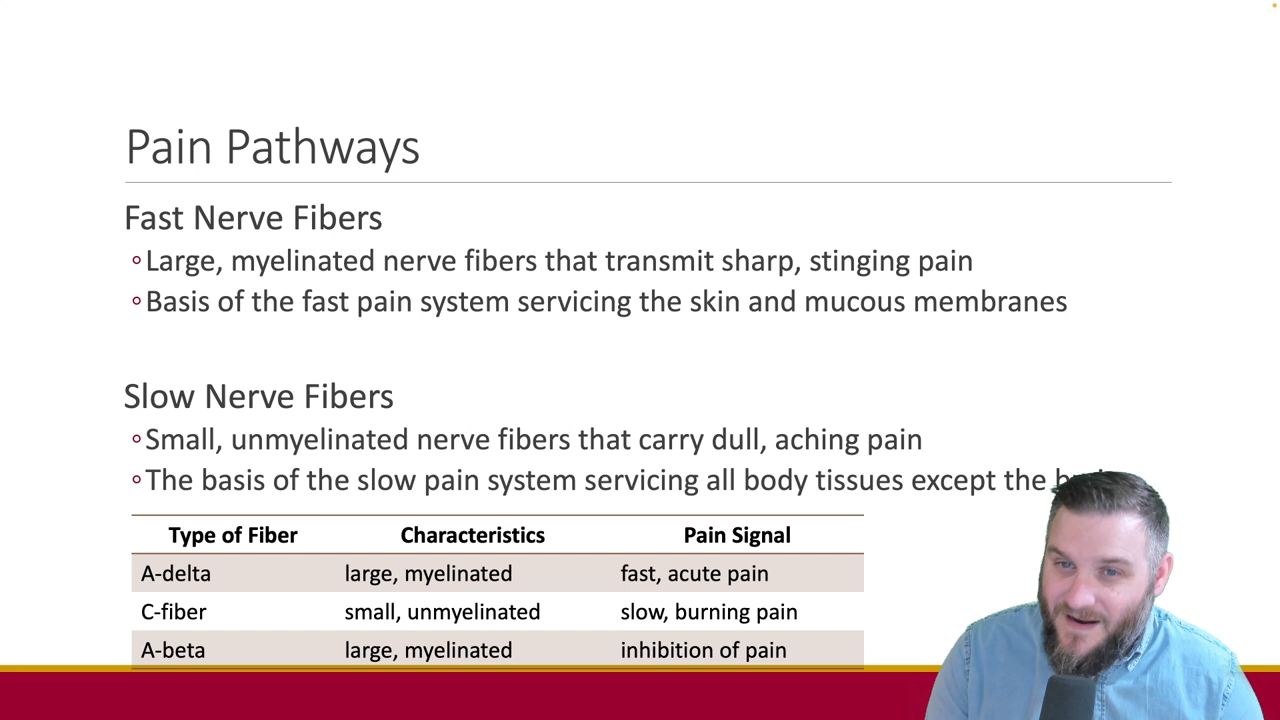 Pain Pathways
Fast Nerve Fibers
◦Large, myelinated nerve fibers that transmit sharp, stinging pain
◦Basis of the fast pain system servicing the skin and mucous membranes
Slow Nerve Fibers
◦Small, unmyelinated nerve fibers that carry dull, aching pain
◦The basis of the slow pain system servicing all body tissues except the
Type of Fiber Characteristics Pain Signal
A-delta large, myelinated fast, acute pain
C-fiber small, unmyelinated slow, burning pain
A-beta large, myelinated inhibition of pain